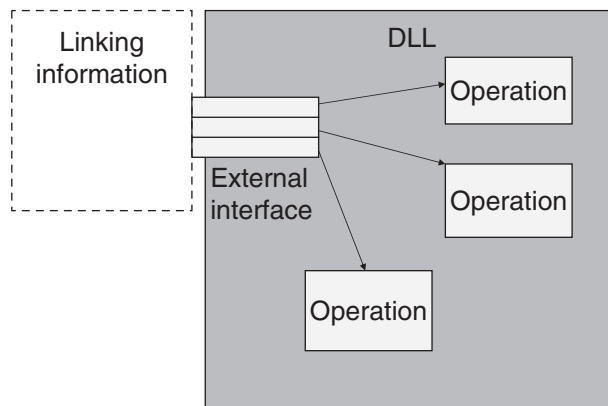 Linking
information
DLL
Operation
External
interface
Operation
Operation